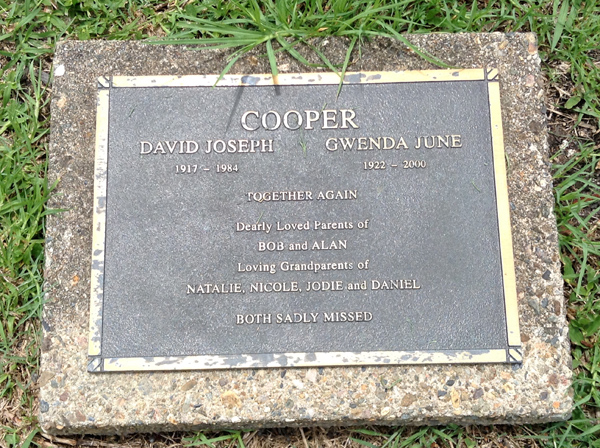 COOPER
DAVID JOSEPH GWENDA JUNE
1917 – 1984 1922 – 2000
TOGETHER AGAIN
Dearly Loved Parents of
BOB and ALAN
Loving Grandparents of
NATALIE, NICOLE, JODIE and DANIEL
BOTH SADLY MISSED